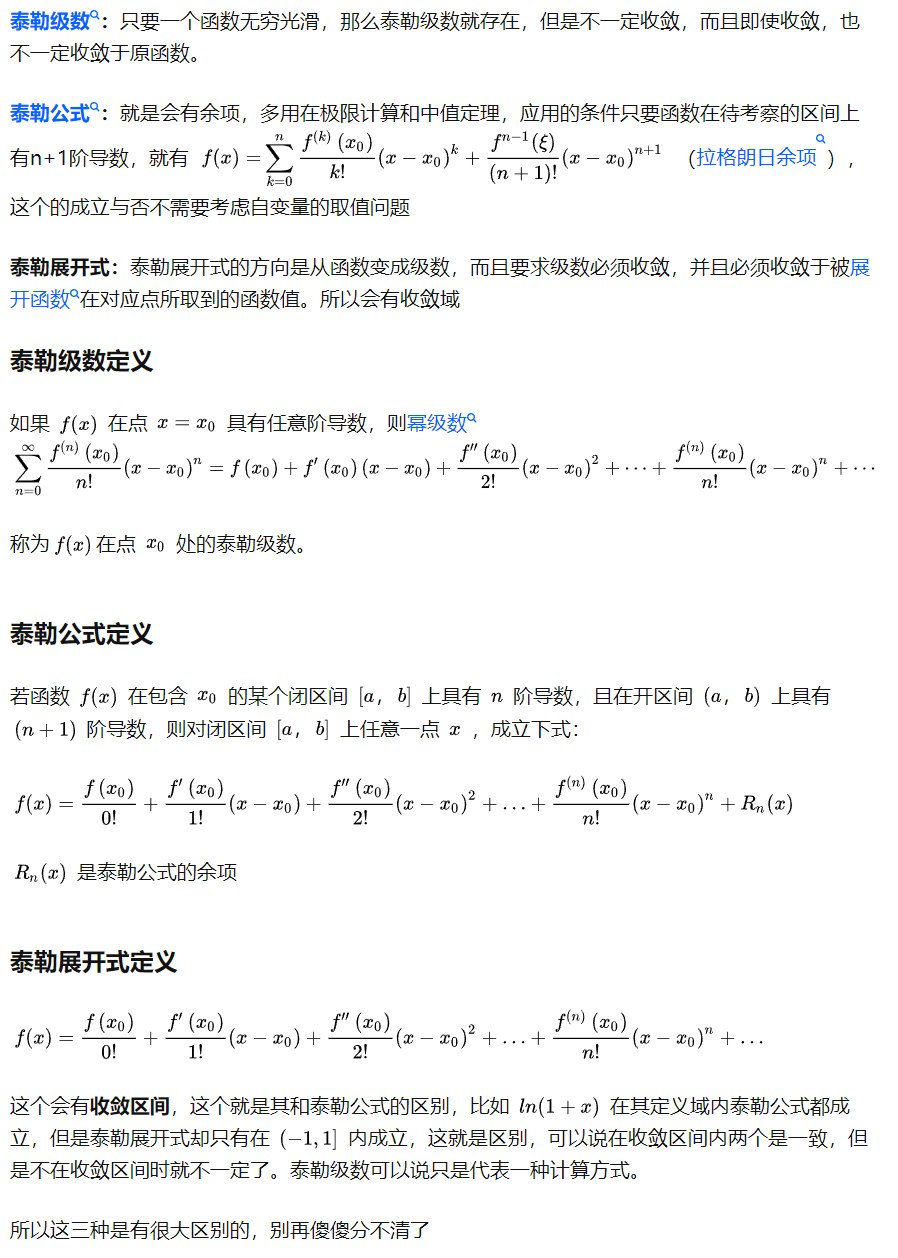 泰勒级数：只要一个函数无穷光滑，那么泰勒级数就存在，但是不一定收敛，而且即使收敛，也
不一定收敛于原函数。
泰勒公式：就是会有余项，多用在极限计算和中值定理，应用的条件只要函数在待考察的区间上
有n+1阶导数，就有 $f(x)=\sum_{k=0}^{n}\frac{f^{(k)}(x_0)}{k!}(x-x_0)^k+\frac{f^{n-1}(\xi)}{(n+1)!}(x-x_0)^{n+1}$ （拉格朗日余项），
这个的成立与否不需要考虑自变量的取值问题
泰勒展开式：泰勒展开式的方向是从函数变成级数，而且要求级数必须收敛，并且必须收敛于被展
开函数在对应点所取到的函数值。所以会有收敛域
泰勒级数定义
如果 $f(x)$ 在点 $x=x_0$ 具有任意阶导数，则幂级数
$\sum_{n=0}^{\infty}\frac{f^{(n)}(x_0)}{n!}(x-x_0)^n=f(x_0)+f'(x_0)(x-x_0)+\frac{f''(x_0)}{2!}(x-x_0)^2+\cdots+\frac{f^{(n)}(x_0)}{n!}(x-x_0)^n+\cdots$
称为 $f(x)$ 在点 $x_0$ 处的泰勒级数。
泰勒公式定义
若函数 $f(x)$ 在包含 $x_0$ 的某个闭区间 $[a，b]$ 上具有 $n$ 阶导数，且在开区间 $(a，b)$ 上具有
$(n+1)$ 阶导数，则对闭区间 $[a，b]$ 上任意一点 $x$ ，成立下式：
$f(x)=\frac{f(x_0)}{0!}+\frac{f'(x_0)}{1!}(x-x_0)+\frac{f''(x_0)}{2!}(x-x_0)^2+\ldots+\frac{f^{(n)}(x_0)}{n!}(x-x_0)^n+R_n(x)$
$R_n(x)$ 是泰勒公式的余项
泰勒展开式定义
$f(x)=\frac{f(x_0)}{0!}+\frac{f'(x_0)}{1!}(x-x_0)+\frac{f''(x_0)}{2!}(x-x_0)^2+\ldots+\frac{f^{(n)}(x_0)}{n!}(x-x_0)^n+\ldots$
这个会有收敛区间，这个就是其和泰勒公式的区别，比如 $ln(1+x)$ 在其定义域内泰勒公式都成
立，但是泰勒展开式却只有在 $(-1,1]$ 内成立，这就是区别，可以说在收敛区间内两个是一致，但
是不在收敛区间时就不一定了。泰勒级数可以说只是代表一种计算方式。
所以这三种是有很大区别的，别再傻傻分不清了